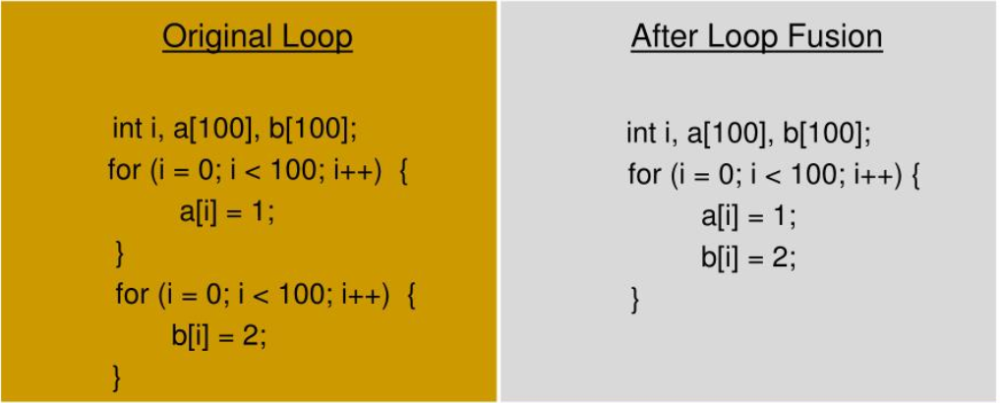 Original Loop
int i, a[100], b[100];
for (i = 0; i < 100; i++) {
a[i] = 1;
}
for (i = 0; i < 100; i++) {
b[i] = 2;
}
After Loop Fusion
int i, a[100], b[100];
for (i = 0; i < 100; i++) {
a[i] = 1;
b[i] = 2;
}